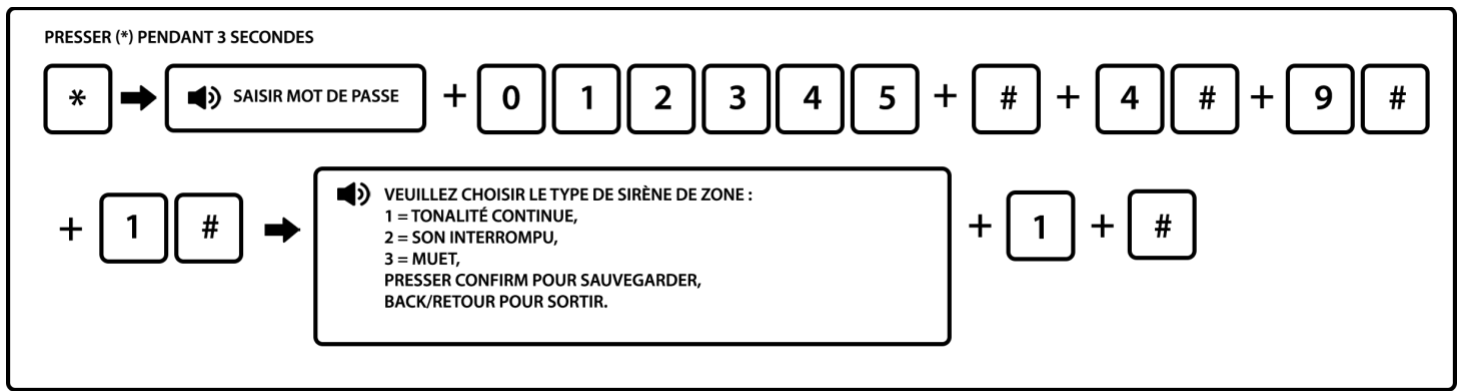 PRESSER (*) PENDANT 3 SECONDES
* SAISIR MOT DE PASSE + 0 1 2 3 4 5 + # + 4 # + 9 #
+ 1 # VEUILLEZ CHOISIR LE TYPE DE SIRÈNE DE ZONE :
1 = TONALITÉ CONTINUE,
2 = SON INTERROMPU,
3 = MUET,
PRESSER CONFIRM POUR SAUVEGARDER,
BACK/RETOUR POUR SORTIR.
+ 1 + #